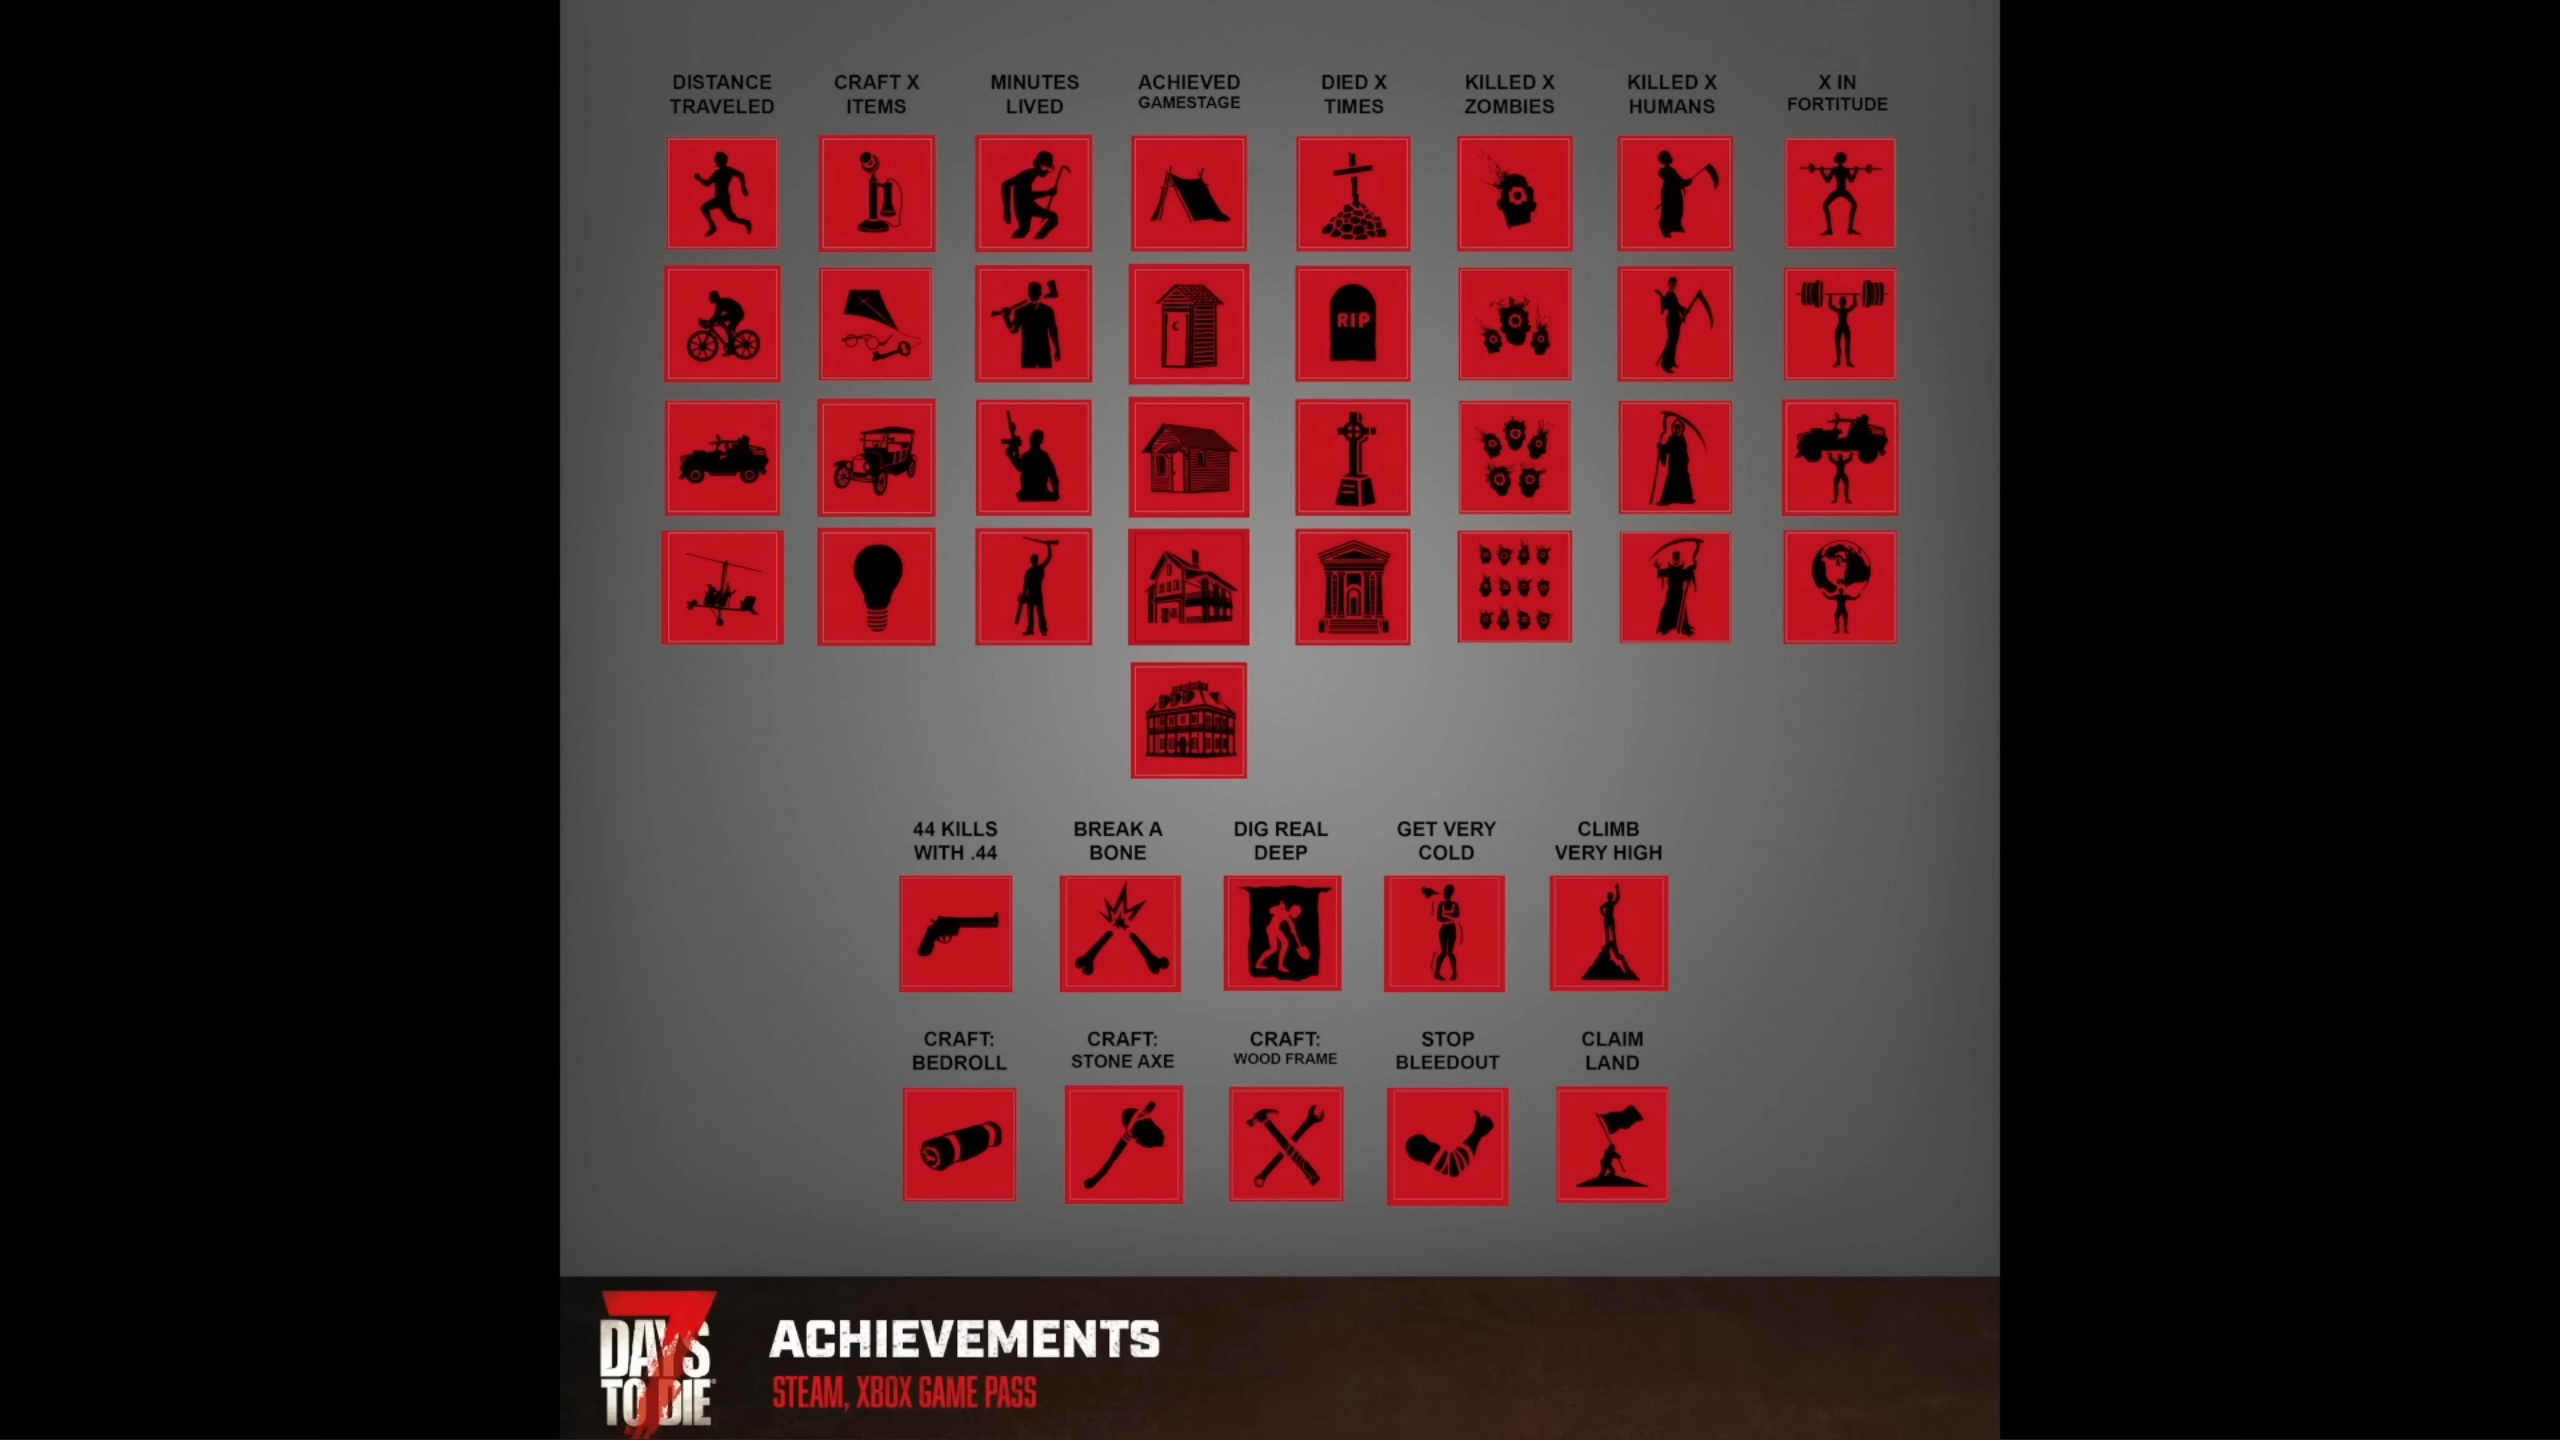 DISTANCE
TRAVELED
CRAFT X
ITEMS
MINUTES
LIVED
ACHIEVED
GAMESTAGE
DIED X
TIMES
KILLED X
ZOMBIES
KILLED X
HUMANS
X IN
FORTITUDE
RIP
44 KILLS
WITH .44
BREAK A
BONE
DIG REAL
DEEP
GET VERY
COLD
CLIMB
VERY HIGH
CRAFT:
BEDROLL
CRAFT:
STONE AXE
CRAFT:
WOOD FRAME
STOP
BLEEDOUT
CLAIM
LAND
7
DAYS
TO DIE
ACHIEVEMENTS
STEAM, XBOX GAME PASS